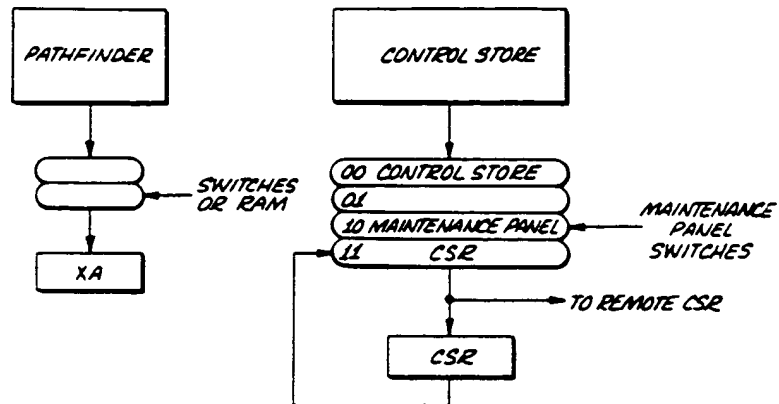 PATHFINDER
CONTROL STORE
00 CONTROL STORE
01
10 MAINTENANCE PANEL
11 CSR
SWITCHES
OR RAM
MAINTENANCE
PANEL
SWITCHES
XA
TO REMOTE CSR
CSR